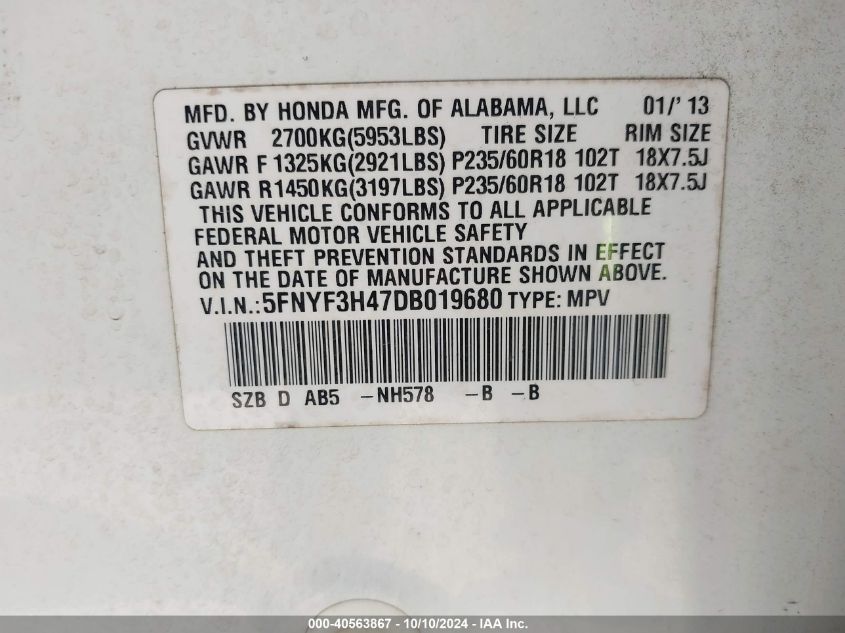 MFD. BY HONDA MFG. OF ALABAMA, LLC 01/'13
GVWR 2700KG(5953LBS) TIRE SIZE RIM SIZE
GAWR F 1325KG(2921LBS) P235/60R18 102T 18X7.5J
GAWR R1450KG(3197LBS) P235/60R18 102T 18X7.5J
THIS VEHICLE CONFORMS TO ALL APPLICABLE
FEDERAL MOTOR VEHICLE SAFETY
AND THEFT PREVENTION STANDARDS IN EFFECT
ON THE DATE OF MANUFACTURE SHOWN ABOVE.
V.I.N.:5FNYF3H47DB019680 TYPE: MPV
SZB D AB5 -NH578 -B -B
000-40563867 - 10/10/2024 - IAA Inc.